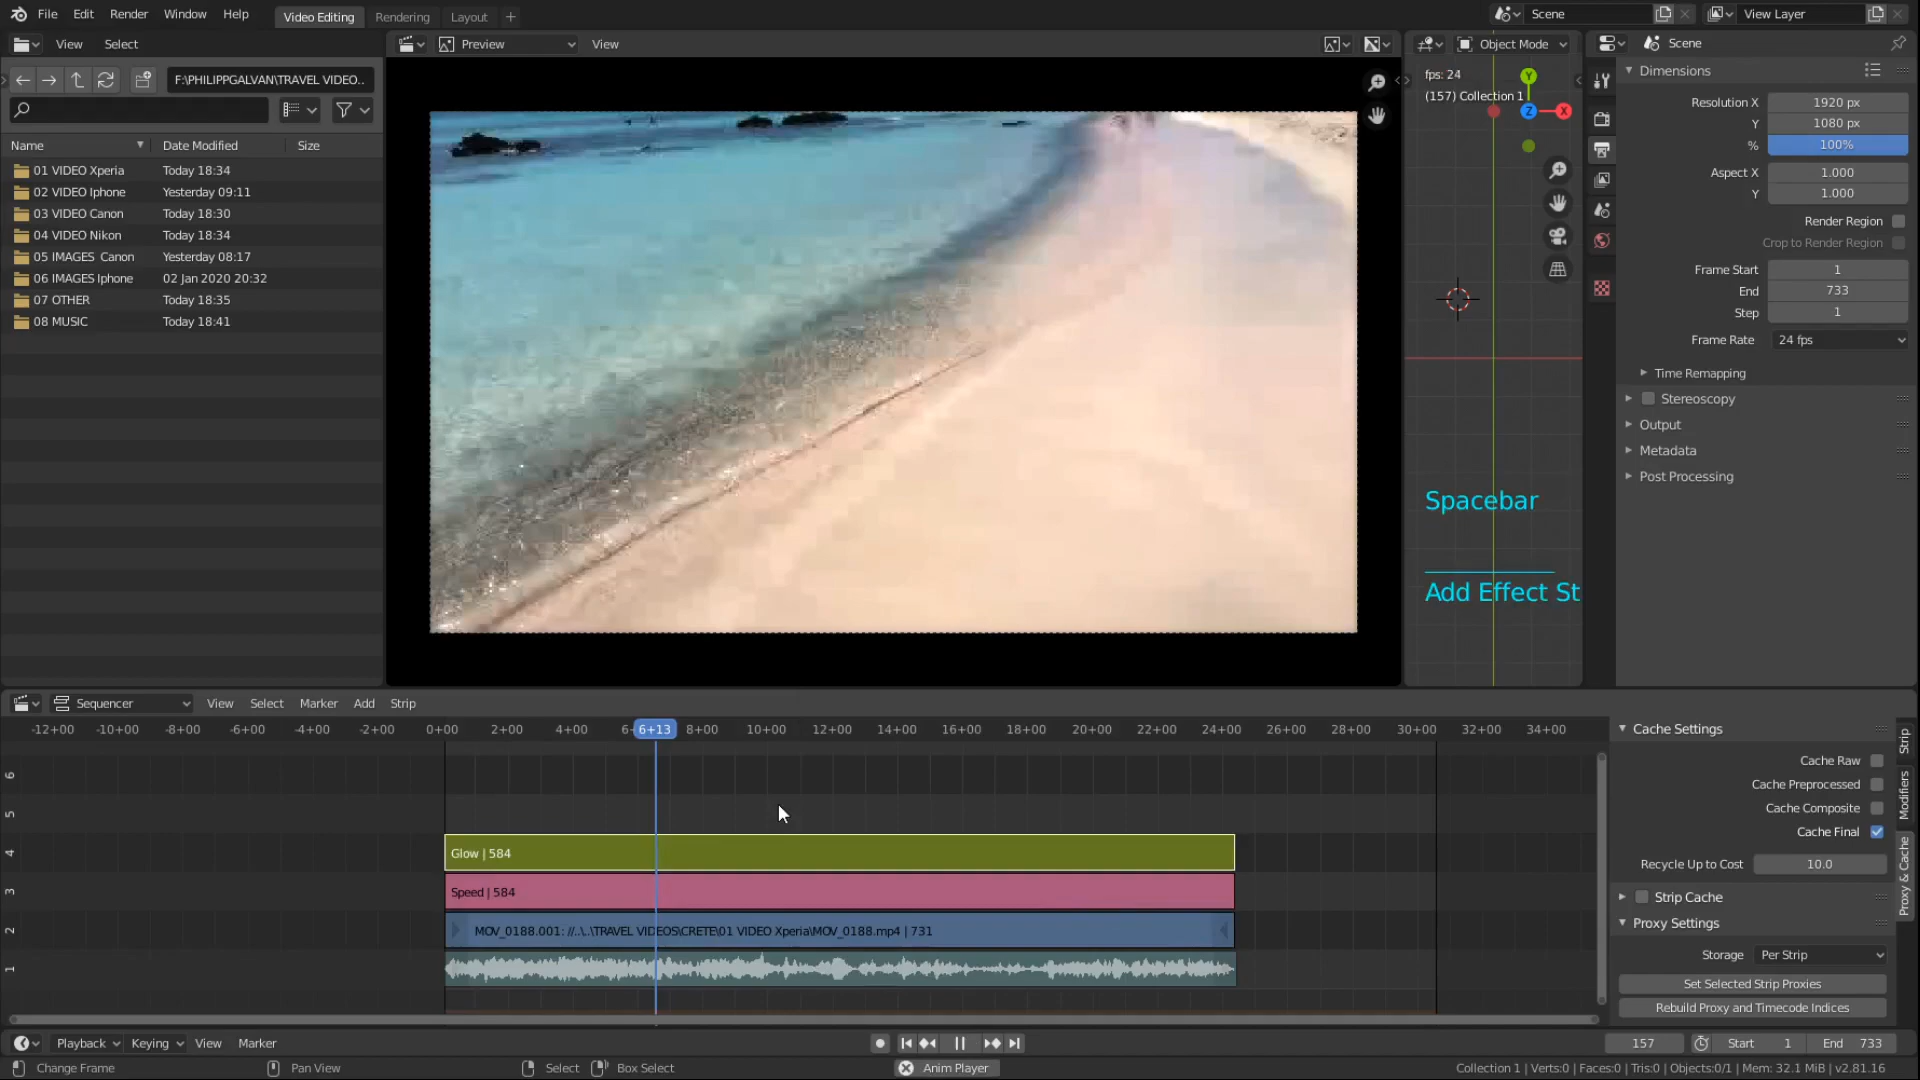 File Edit Render Window Help Video Editing Rendering Layout + Scene View Layer
View Select Preview View Object Mode Scene
F:\PHILIPPGALVAN\TRAVEL VIDEO..
Name Date Modified Size
01 VIDEO Xperia Today 18:34
02 VIDEO Iphone Yesterday 09:11
03 VIDEO Canon Today 18:30
04 VIDEO Nikon Today 18:34
05 IMAGES Canon Yesterday 08:17
06 IMAGES Iphone 02 Jan 2020 20:32
07 OTHER Today 18:35
08 MUSIC Today 18:41
fps: 24
(157) Collection 1
Y
Z
X
Spacebar
Add Effect St
Dimensions
Resolution X 1920 px
Y 1080 px
% 100%
Aspect X 1.000
Y 1.000
Render Region
Crop to Render Region
Frame Start 1
End 733
Step 1
Frame Rate 24 fps
Time Remapping
Stereoscopy
Output
Metadata
Post Processing
Sequencer View Select Marker Add Strip
-12+00 -10+00 -8+00 -6+00 -4+00 -2+00 0+00 2+00 4+00 6+13 8+00 10+00 12+00 14+00 16+00 18+00 20+00 22+00 24+00 26+00 28+00 30+00 32+00 34+00
6
5
4 Glow | 584
3 Speed | 584
2 MOV_0188.001: //..\..\TRAVEL VIDEOS\CRETE\01 VIDEO Xperia\MOV_0188.mp4 | 731
1
Cache Settings
Cache Raw
Cache Preprocessed
Cache Composite
Cache Final
Recycle Up to Cost 10.0
Strip Cache
Proxy Settings
Storage Per Strip
Set Selected Strip Proxies
Rebuild Proxy and Timecode Indices
Strip
Modifiers
Proxy & Cache
Playback Keying View Marker 157 Start 1 End 733
Change Frame Pan View Select Box Select Anim Player Collection 1 | Verts:0 | Faces:0 | Tris:0 | Objects:0/1 | Mem: 32.1 MiB | v2.81.16